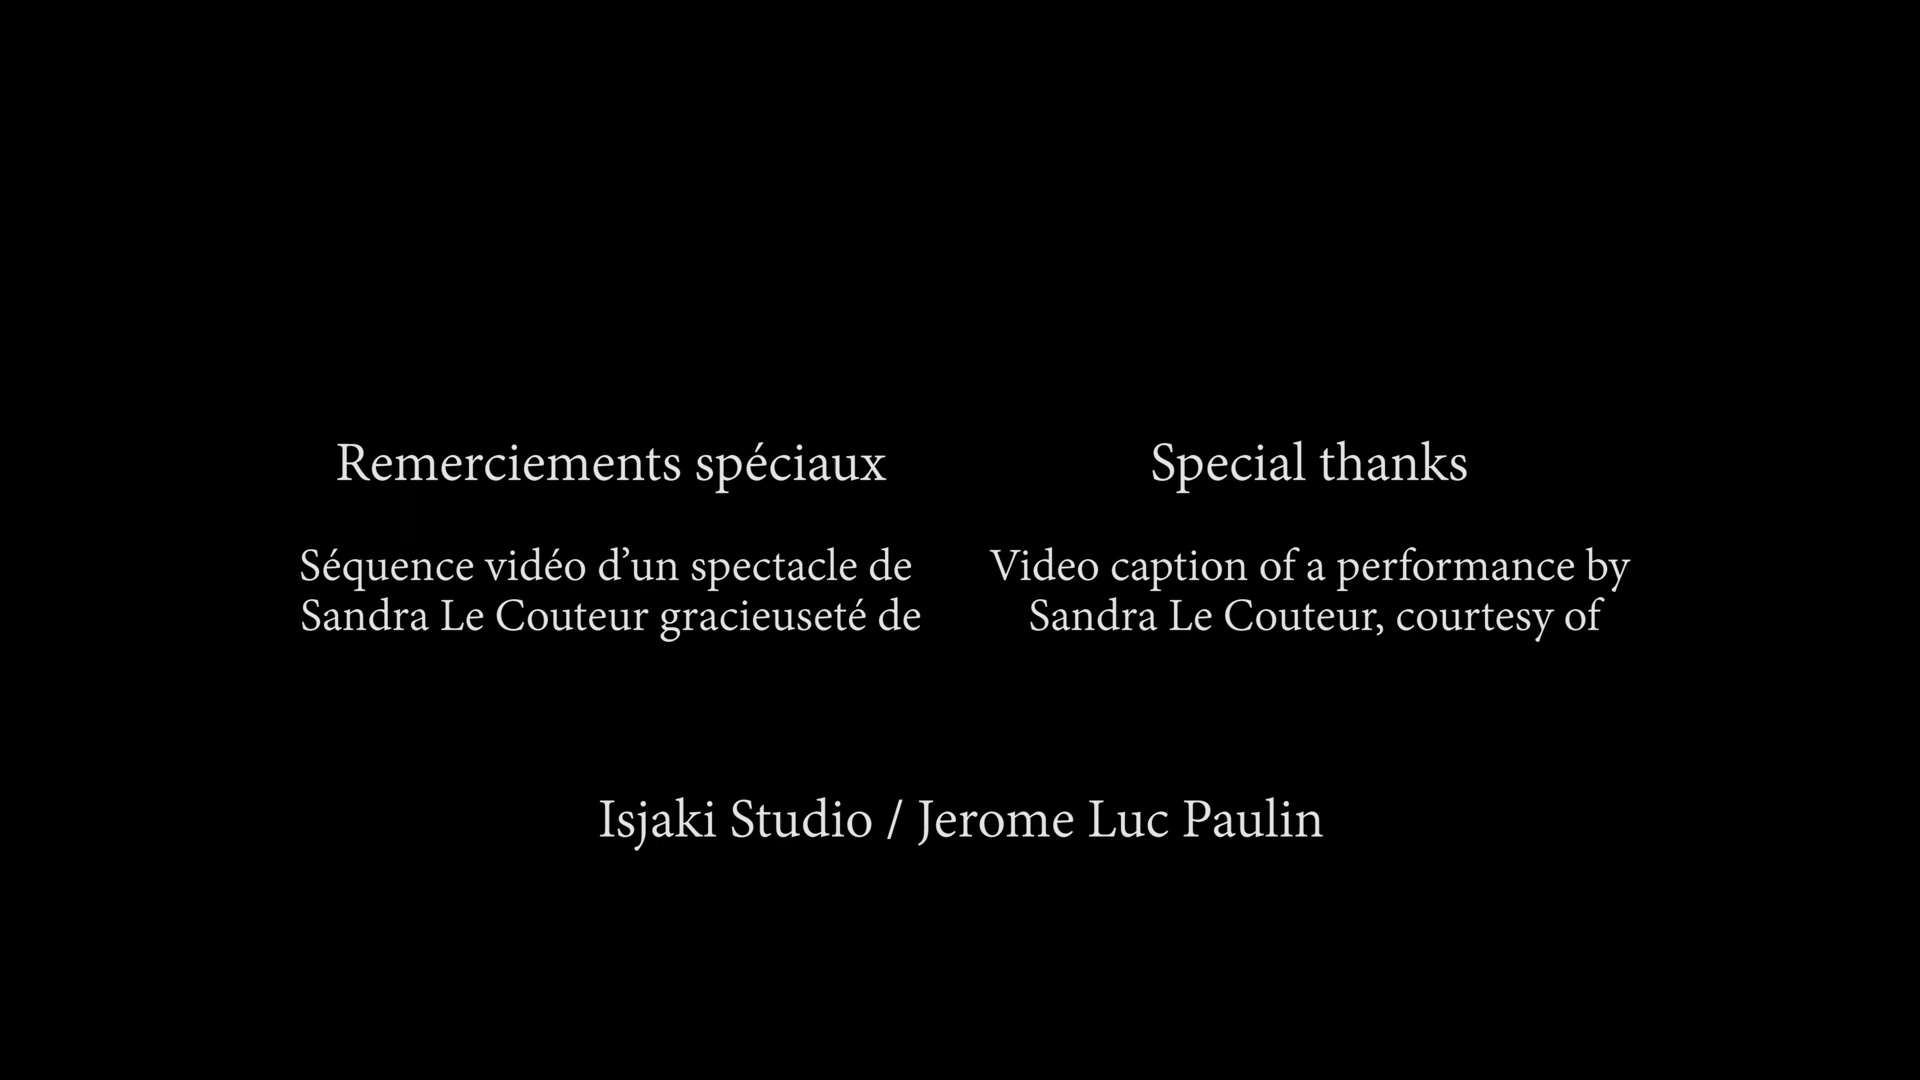 Remerciements spéciaux
Séquence vidéo d’un spectacle de
Sandra Le Couteur gracieuseté de
Special thanks
Video caption of a performance by
Sandra Le Couteur, courtesy of
Isjaki Studio / Jerome Luc Paulin